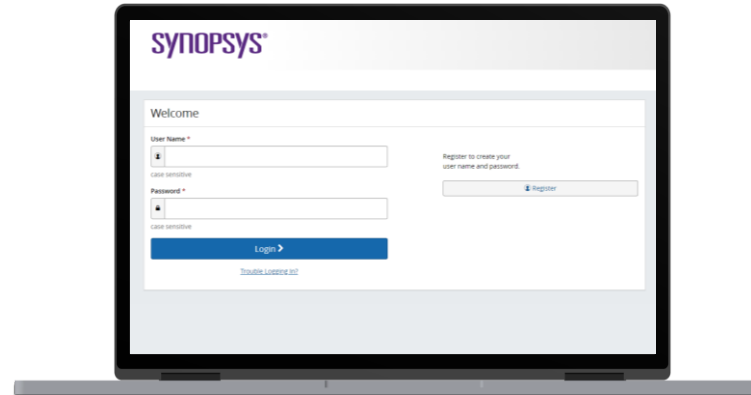 SYNOPSYS®
Welcome
User Name *
case sensitive
Password *
case sensitive
Login
Trouble Logging In?
Register to create your
user name and password.
Register